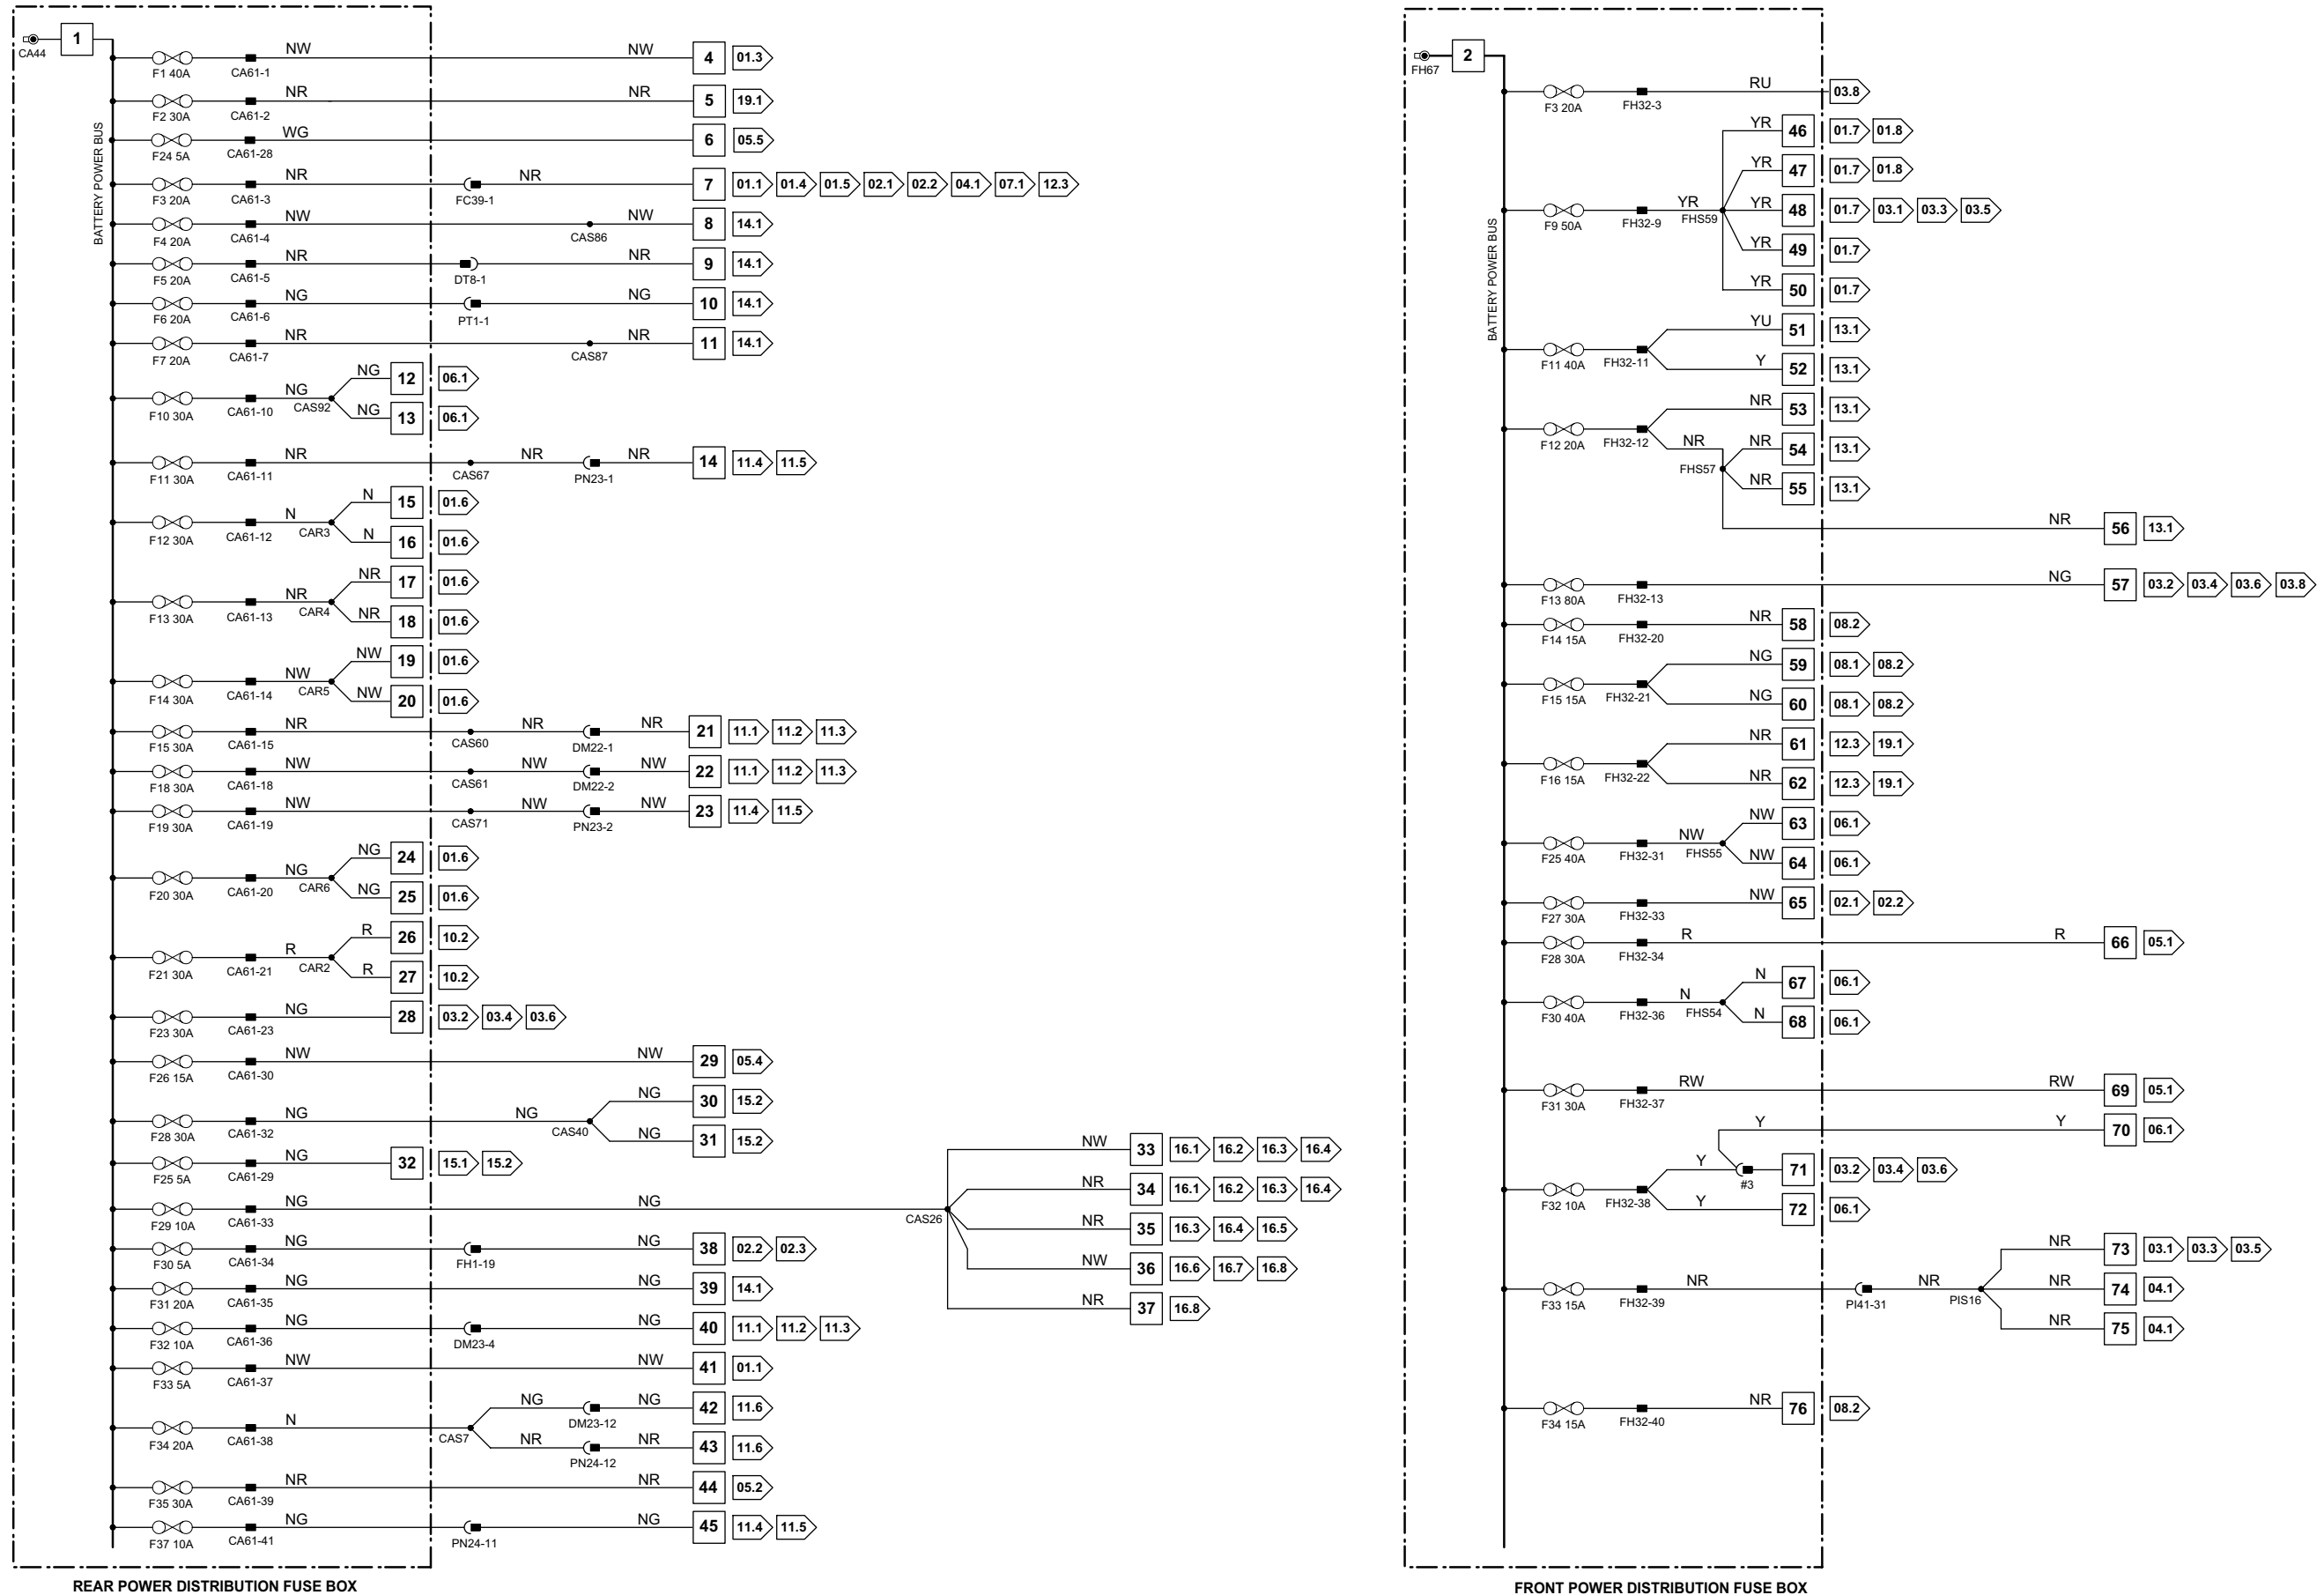 1
CA44
BATTERY POWER BUS
F1 40A CA61-1 NW NW 4 01.3
F2 30A CA61-2 NR NR 5 19.1
F24 5A CA61-28 WG 6 05.5
F3 20A CA61-3 NR FC39-1 NR 7 01.1 01.4 01.5 02.1 02.2 04.1 07.1 12.3
F4 20A CA61-4 NW CAS86 NW 8 14.1
F5 20A CA61-5 NR DT8-1 NR 9 14.1
F6 20A CA61-6 NG PT1-1 NG 10 14.1
F7 20A CA61-7 NR CAS87 NR 11 14.1
NG 12 06.1
F10 30A CA61-10 NG CAS92
NG 13 06.1
F11 30A CA61-11 NR CAS67 NR PN23-1 NR 14 11.4 11.5
N 15 01.6
F12 30A CA61-12 N CAR3
N 16 01.6
NR 17 01.6
F13 30A CA61-13 NR CAR4
NR 18 01.6
NW 19 01.6
F14 30A CA61-14 NW CAR5
NW 20 01.6
F15 30A CA61-15 NR CAS60 NR DM22-1 NR 21 11.1 11.2 11.3
F18 30A CA61-18 NW CAS61 NW DM22-2 NW 22 11.1 11.2 11.3
F19 30A CA61-19 NW CAS71 NW PN23-2 NW 23 11.4 11.5
NG 24 01.6
F20 30A CA61-20 NG CAR6
NG 25 01.6
R 26 10.2
F21 30A CA61-21 R CAR2
R 27 10.2
F23 30A CA61-23 NG 28 03.2 03.4 03.6
F26 15A CA61-30 NW NW 29 05.4
NG 30 15.2
F28 30A CA61-32 NG NG CAS40
NG 31 15.2
F25 5A CA61-29 NG 32 15.1 15.2
NW 33 16.1 16.2 16.3 16.4
NR 34 16.1 16.2 16.3 16.4
F29 10A CA61-33 NG NG CAS26
NR 35 16.3 16.4 16.5
NW 36 16.6 16.7 16.8
NR 37 16.8
F30 5A CA61-34 NG FH1-19 NG 38 02.2 02.3
F31 20A CA61-35 NG NG 39 14.1
F32 10A CA61-36 NG DM23-4 NG 40 11.1 11.2 11.3
F33 5A CA61-37 NW NW 41 01.1
NG DM23-12 NG 42 11.6
F34 20A CA61-38 N CAS7
NR PN24-12 NR 43 11.6
F35 30A CA61-39 NR NR 44 05.2
F37 10A CA61-41 NG PN24-11 NG 45 11.4 11.5
REAR POWER DISTRIBUTION FUSE BOX
2
FH67
BATTERY POWER BUS
F3 20A FH32-3 RU 03.8
YR 46 01.7 01.8
YR 47 01.7 01.8
F9 50A FH32-9 YR FHS59 YR 48 01.7 03.1 03.3 03.5
YR 49 01.7
YR 50 01.7
YU 51 13.1
F11 40A FH32-11
Y 52 13.1
NR 53 13.1
F12 20A FH32-12
NR FHS57 NR 54 13.1
NR 55 13.1
NR 56 13.1
F13 80A FH32-13 NG 57 03.2 03.4 03.6 03.8
F14 15A FH32-20 NR 58 08.2
NG 59 08.1 08.2
F15 15A FH32-21
NG 60 08.1 08.2
NR 61 12.3 19.1
F16 15A FH32-22
NR 62 12.3 19.1
NW 63 06.1
F25 40A FH32-31 NW FHS55
NW 64 06.1
F27 30A FH32-33 NW 65 02.1 02.2
F28 30A FH32-34 R R 66 05.1
N 67 06.1
F30 40A FH32-36 N FHS54
N 68 06.1
F31 30A FH32-37 RW RW 69 05.1
Y Y 70 06.1
Y #3 71 03.2 03.4 03.6
F32 10A FH32-38
Y 72 06.1
NR 73 03.1 03.3 03.5
F33 15A FH32-39 NR PI41-31 NR PIS16 NR 74 04.1
NR 75 04.1
F34 15A FH32-40 NR 76 08.2
FRONT POWER DISTRIBUTION FUSE BOX